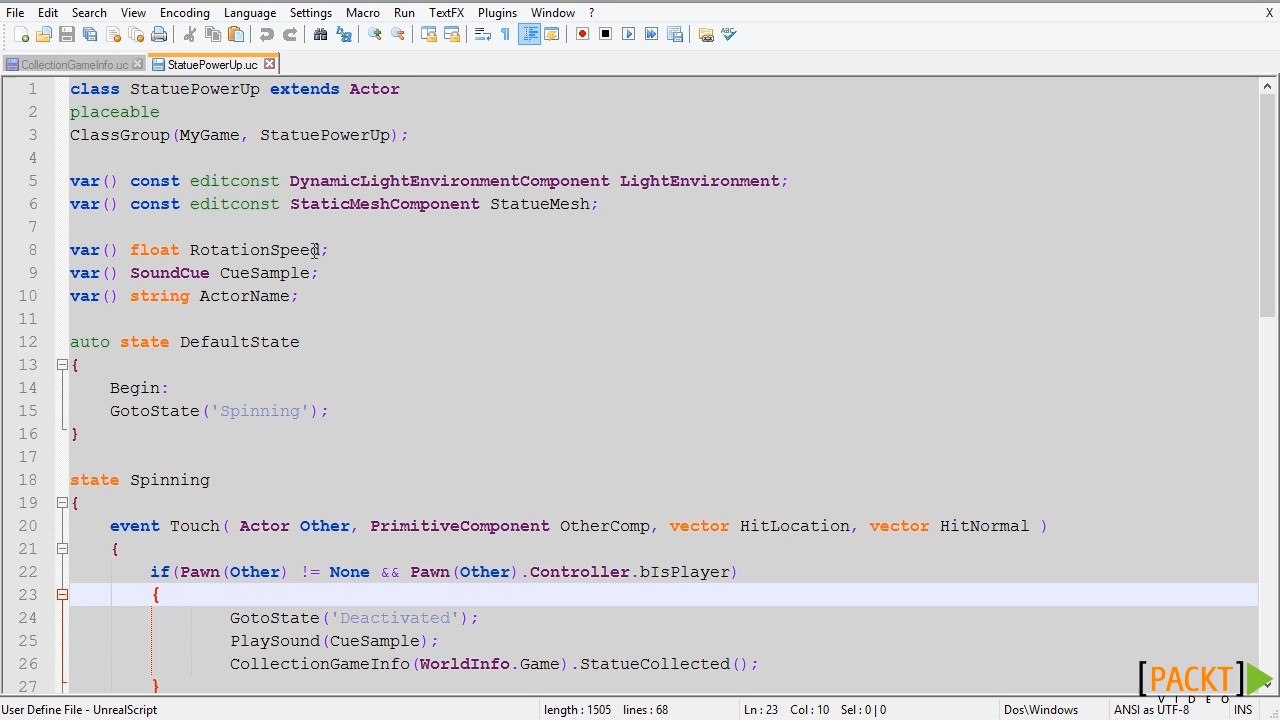 File Edit Search View Encoding Language Settings Macro Run TextFX Plugins Window ? X
CollectionGameInfo.uc StatuePowerUp.uc
1 class StatuePowerUp extends Actor
2 placeable
3 ClassGroup(MyGame, StatuePowerUp);
4
5 var() const editconst DynamicLightEnvironmentComponent LightEnvironment;
6 var() const editconst StaticMeshComponent StatueMesh;
7
8 var() float RotationSpeed;
9 var() SoundCue CueSample;
10 var() string ActorName;
11
12 auto state DefaultState
13 {
14 Begin:
15 GotoState('Spinning');
16 }
17
18 state Spinning
19 {
20 event Touch( Actor Other, PrimitiveComponent OtherComp, vector HitLocation, vector HitNormal )
21 {
22 if(Pawn(Other) != None && Pawn(Other).Controller.bIsPlayer)
23 {
24 GotoState('Deactivated');
25 PlaySound(CueSample);
26 CollectionGameInfo(WorldInfo.Game).StatueCollected();
27 }
[PACKT]
VIDEO
User Define File - UnrealScript length : 1505 lines : 68 Ln : 23 Col : 10 Sel : 0 | 0 Dos\Windows ANSI as UTF-8 INS